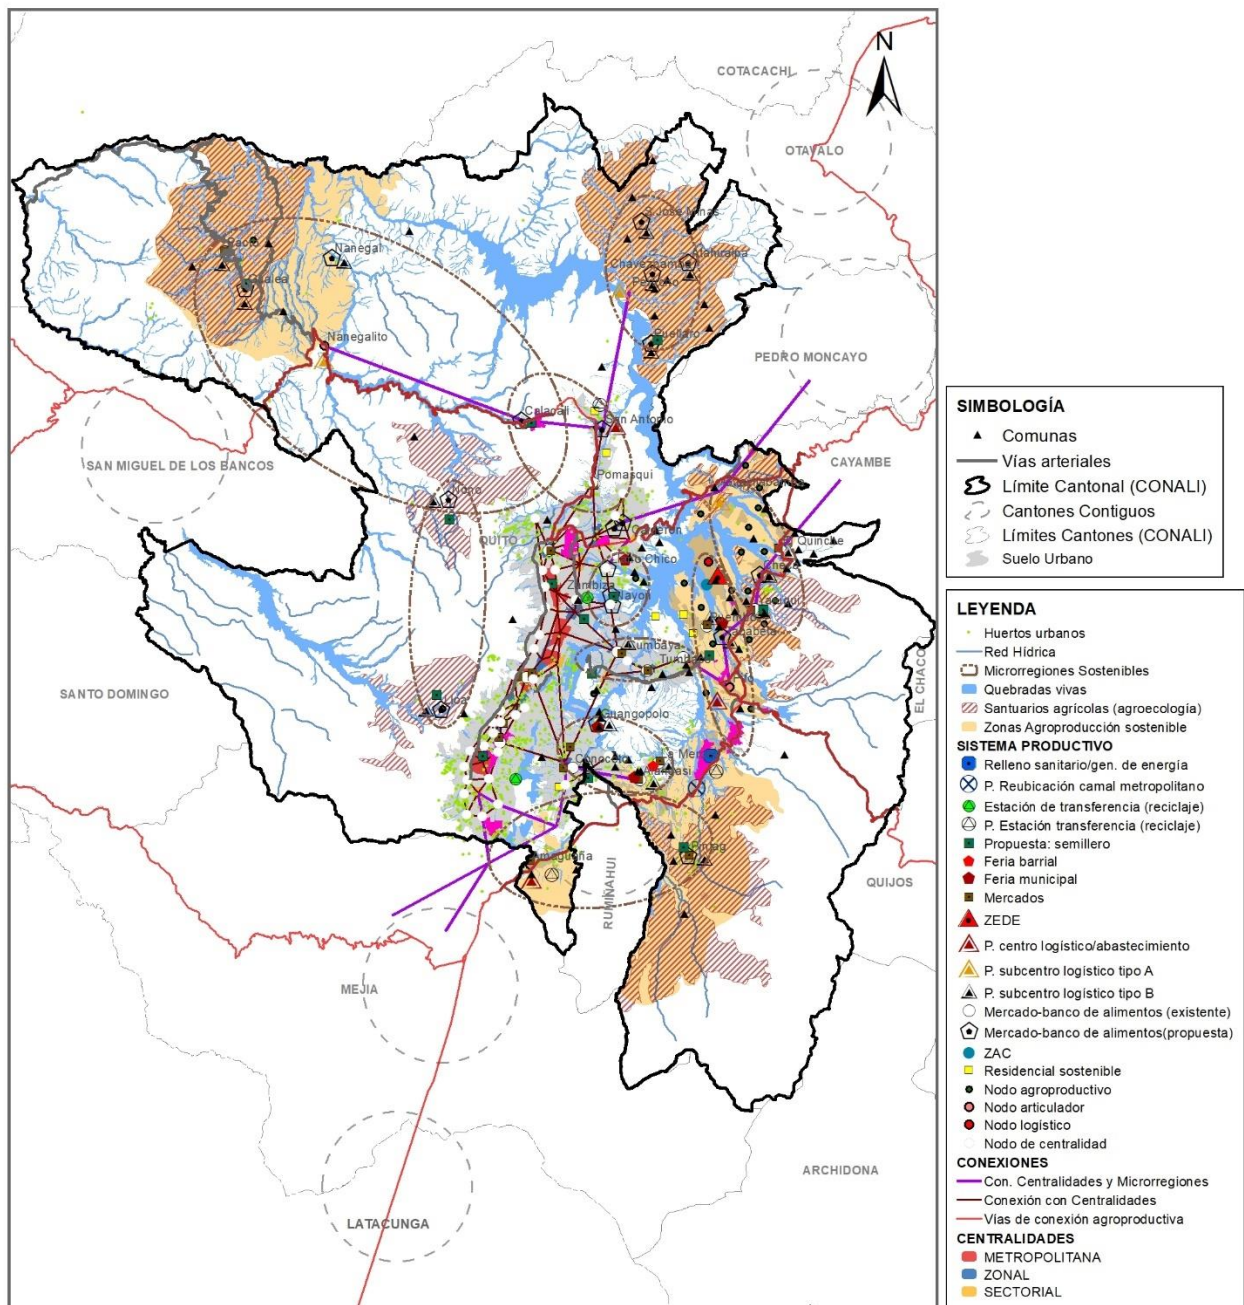 N
COTACACHI
OTAVALO
PEDRO MONCAYO
CAYAMBE
SAN MIGUEL DE LOS BANCOS
SANTO DOMINGO
EL CHACO
QUIJOS
RUMIÑAHUI
MEJIA
LATACUNGA
ARCHIDONA
Nanegal
Nanegalito
Calacalí
San Antonio
Pomasqui
QUITO
Zambiza
Nayon
Guangopolo
Conocoto
Amaguaña
Pintag
SIMBOLOGÍA
Comunas
Vías arteriales
Límite Cantonal (CONALI)
Cantones Contiguos
Límites Cantones (CONALI)
Suelo Urbano
LEYENDA
Huertos urbanos
Red Hídrica
Microrregiones Sostenibles
Quebradas vivas
Santuarios agrícolas (agroecología)
Zonas Agroproducción sostenible
SISTEMA PRODUCTIVO
Relleno sanitario/gen. de energía
P. Reubicación camal metropolitano
Estación de transferencia (reciclaje)
P. Estación transferencia (reciclaje)
Propuesta: semillero
Feria barrial
Feria municipal
Mercados
ZEDE
P. centro logístico/abastecimiento
P. subcentro logístico tipo A
P. subcentro logístico tipo B
Mercado-banco de alimentos (existente)
Mercado-banco de alimentos(propuesta)
ZAC
Residencial sostenible
Nodo agroproductivo
Nodo articulador
Nodo logístico
Nodo de centralidad
CONEXIONES
Con. Centralidades y Microrregiones
Conexión con Centralidades
Vías de conexión agroproductiva
CENTRALIDADES
METROPOLITANA
ZONAL
SECTORIAL